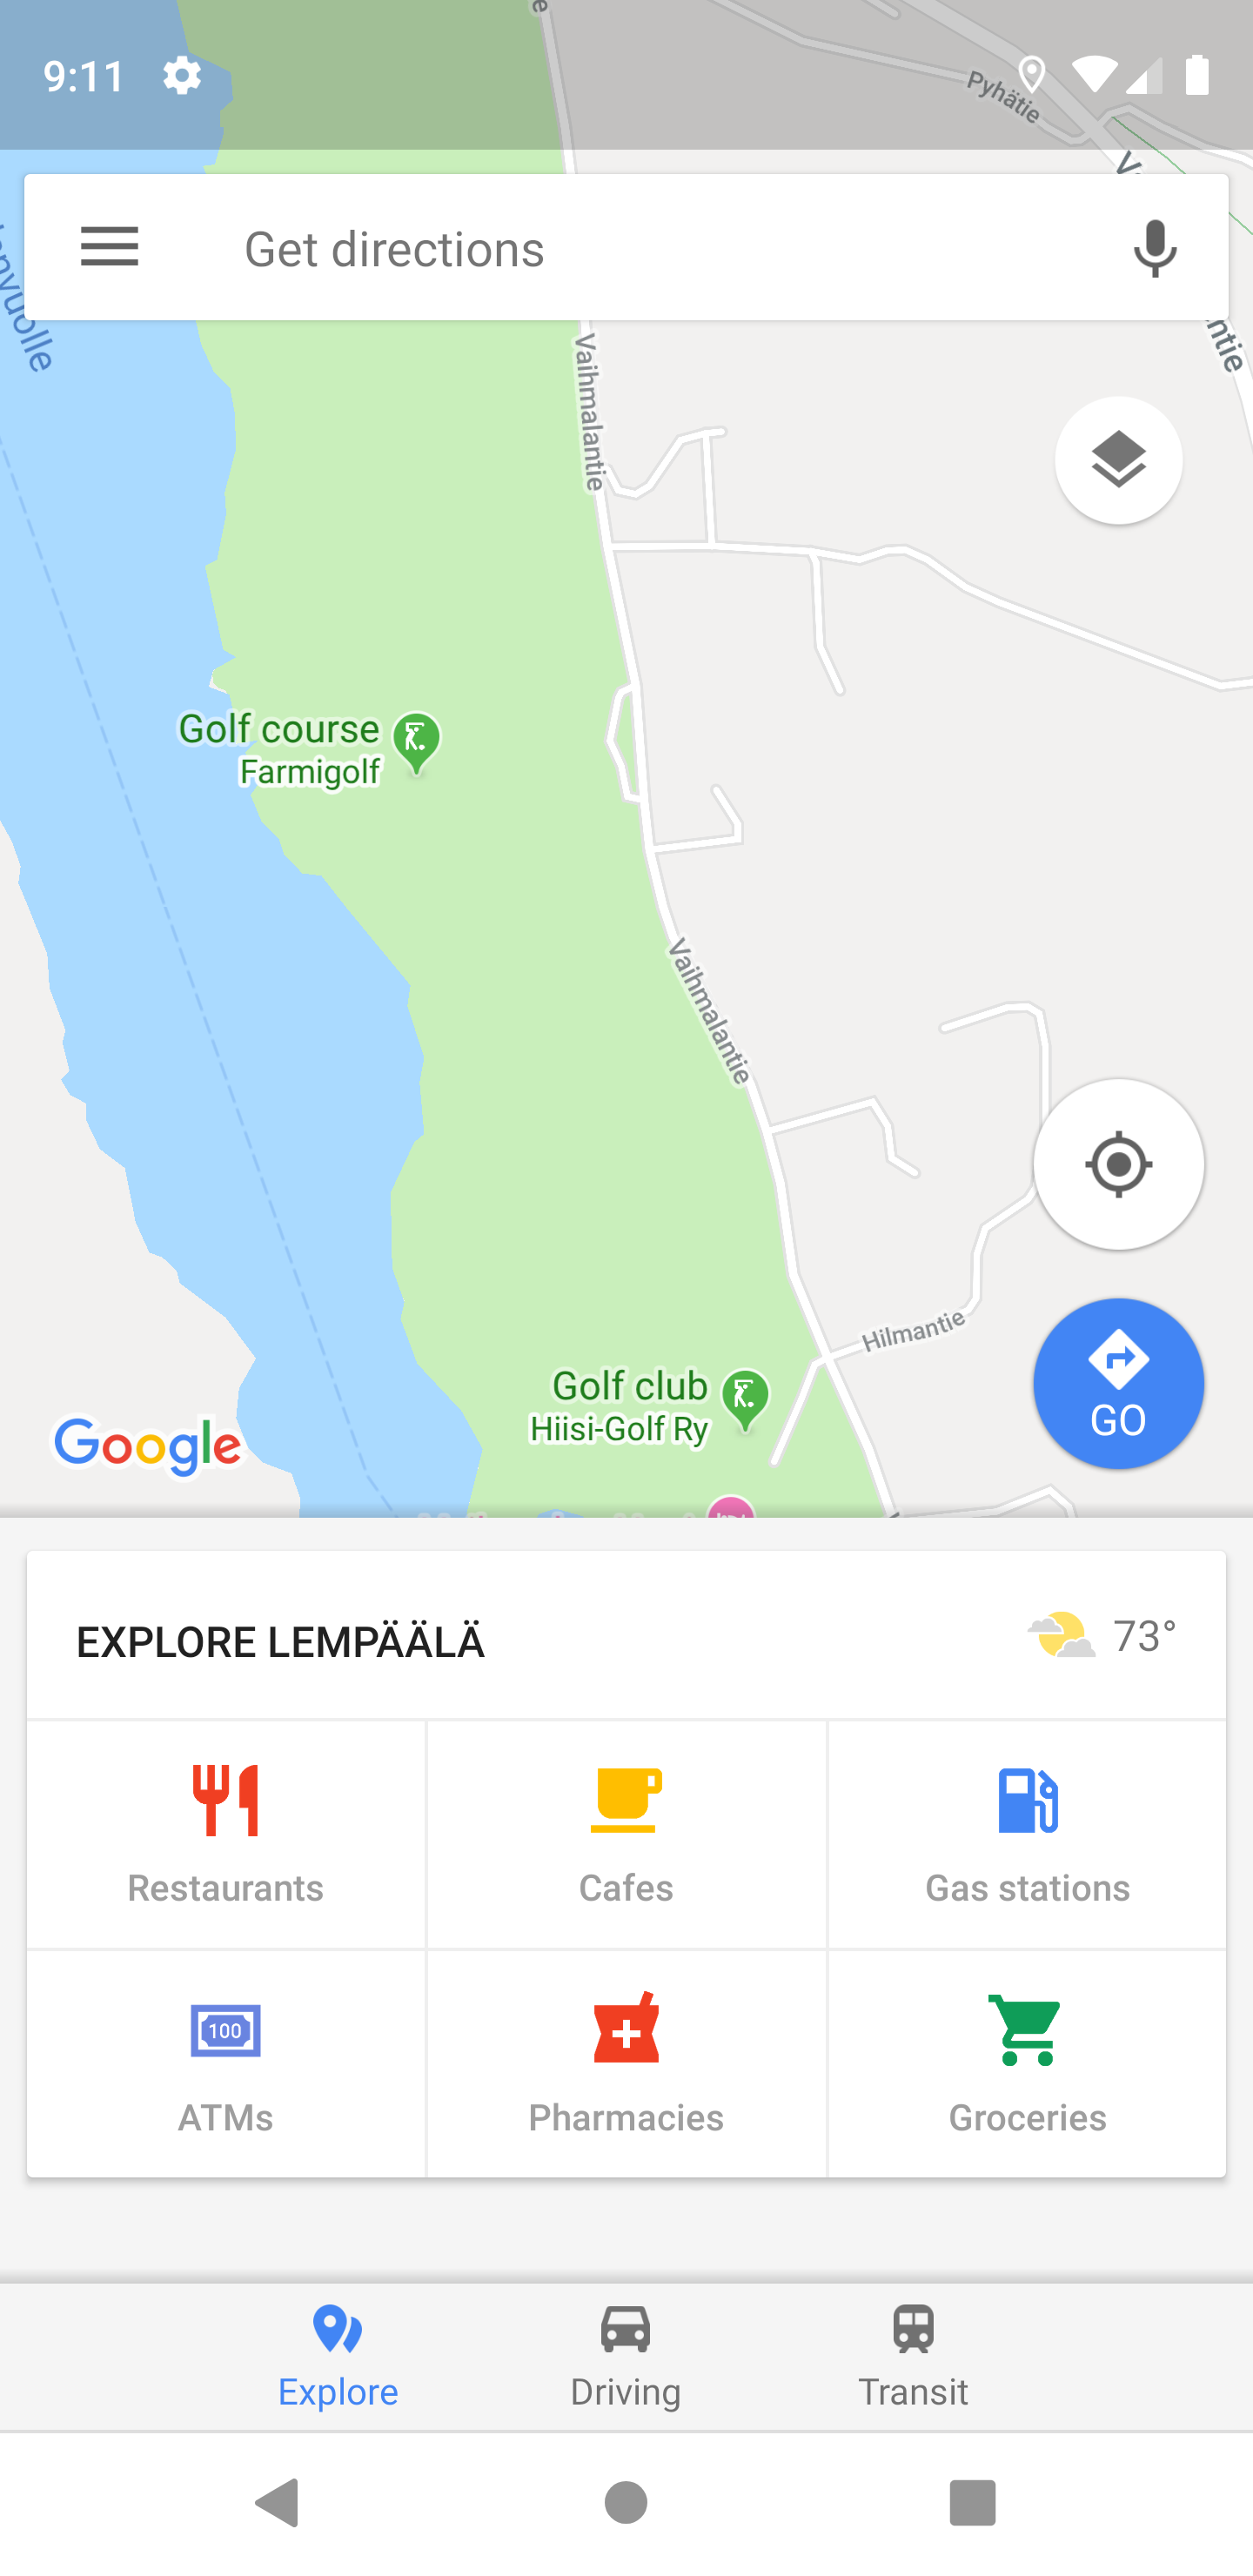 9:11
Pyhätie
Get directions
Vaihmalantie
Golf course
Farmigolf
Vaihmalantie
Hilmantie
Golf club
Hiisi-Golf Ry
GO
Google
EXPLORE LEMPÄÄLÄ
73°
Restaurants
Cafes
Gas stations
100
ATMs
Pharmacies
Groceries
Explore
Driving
Transit